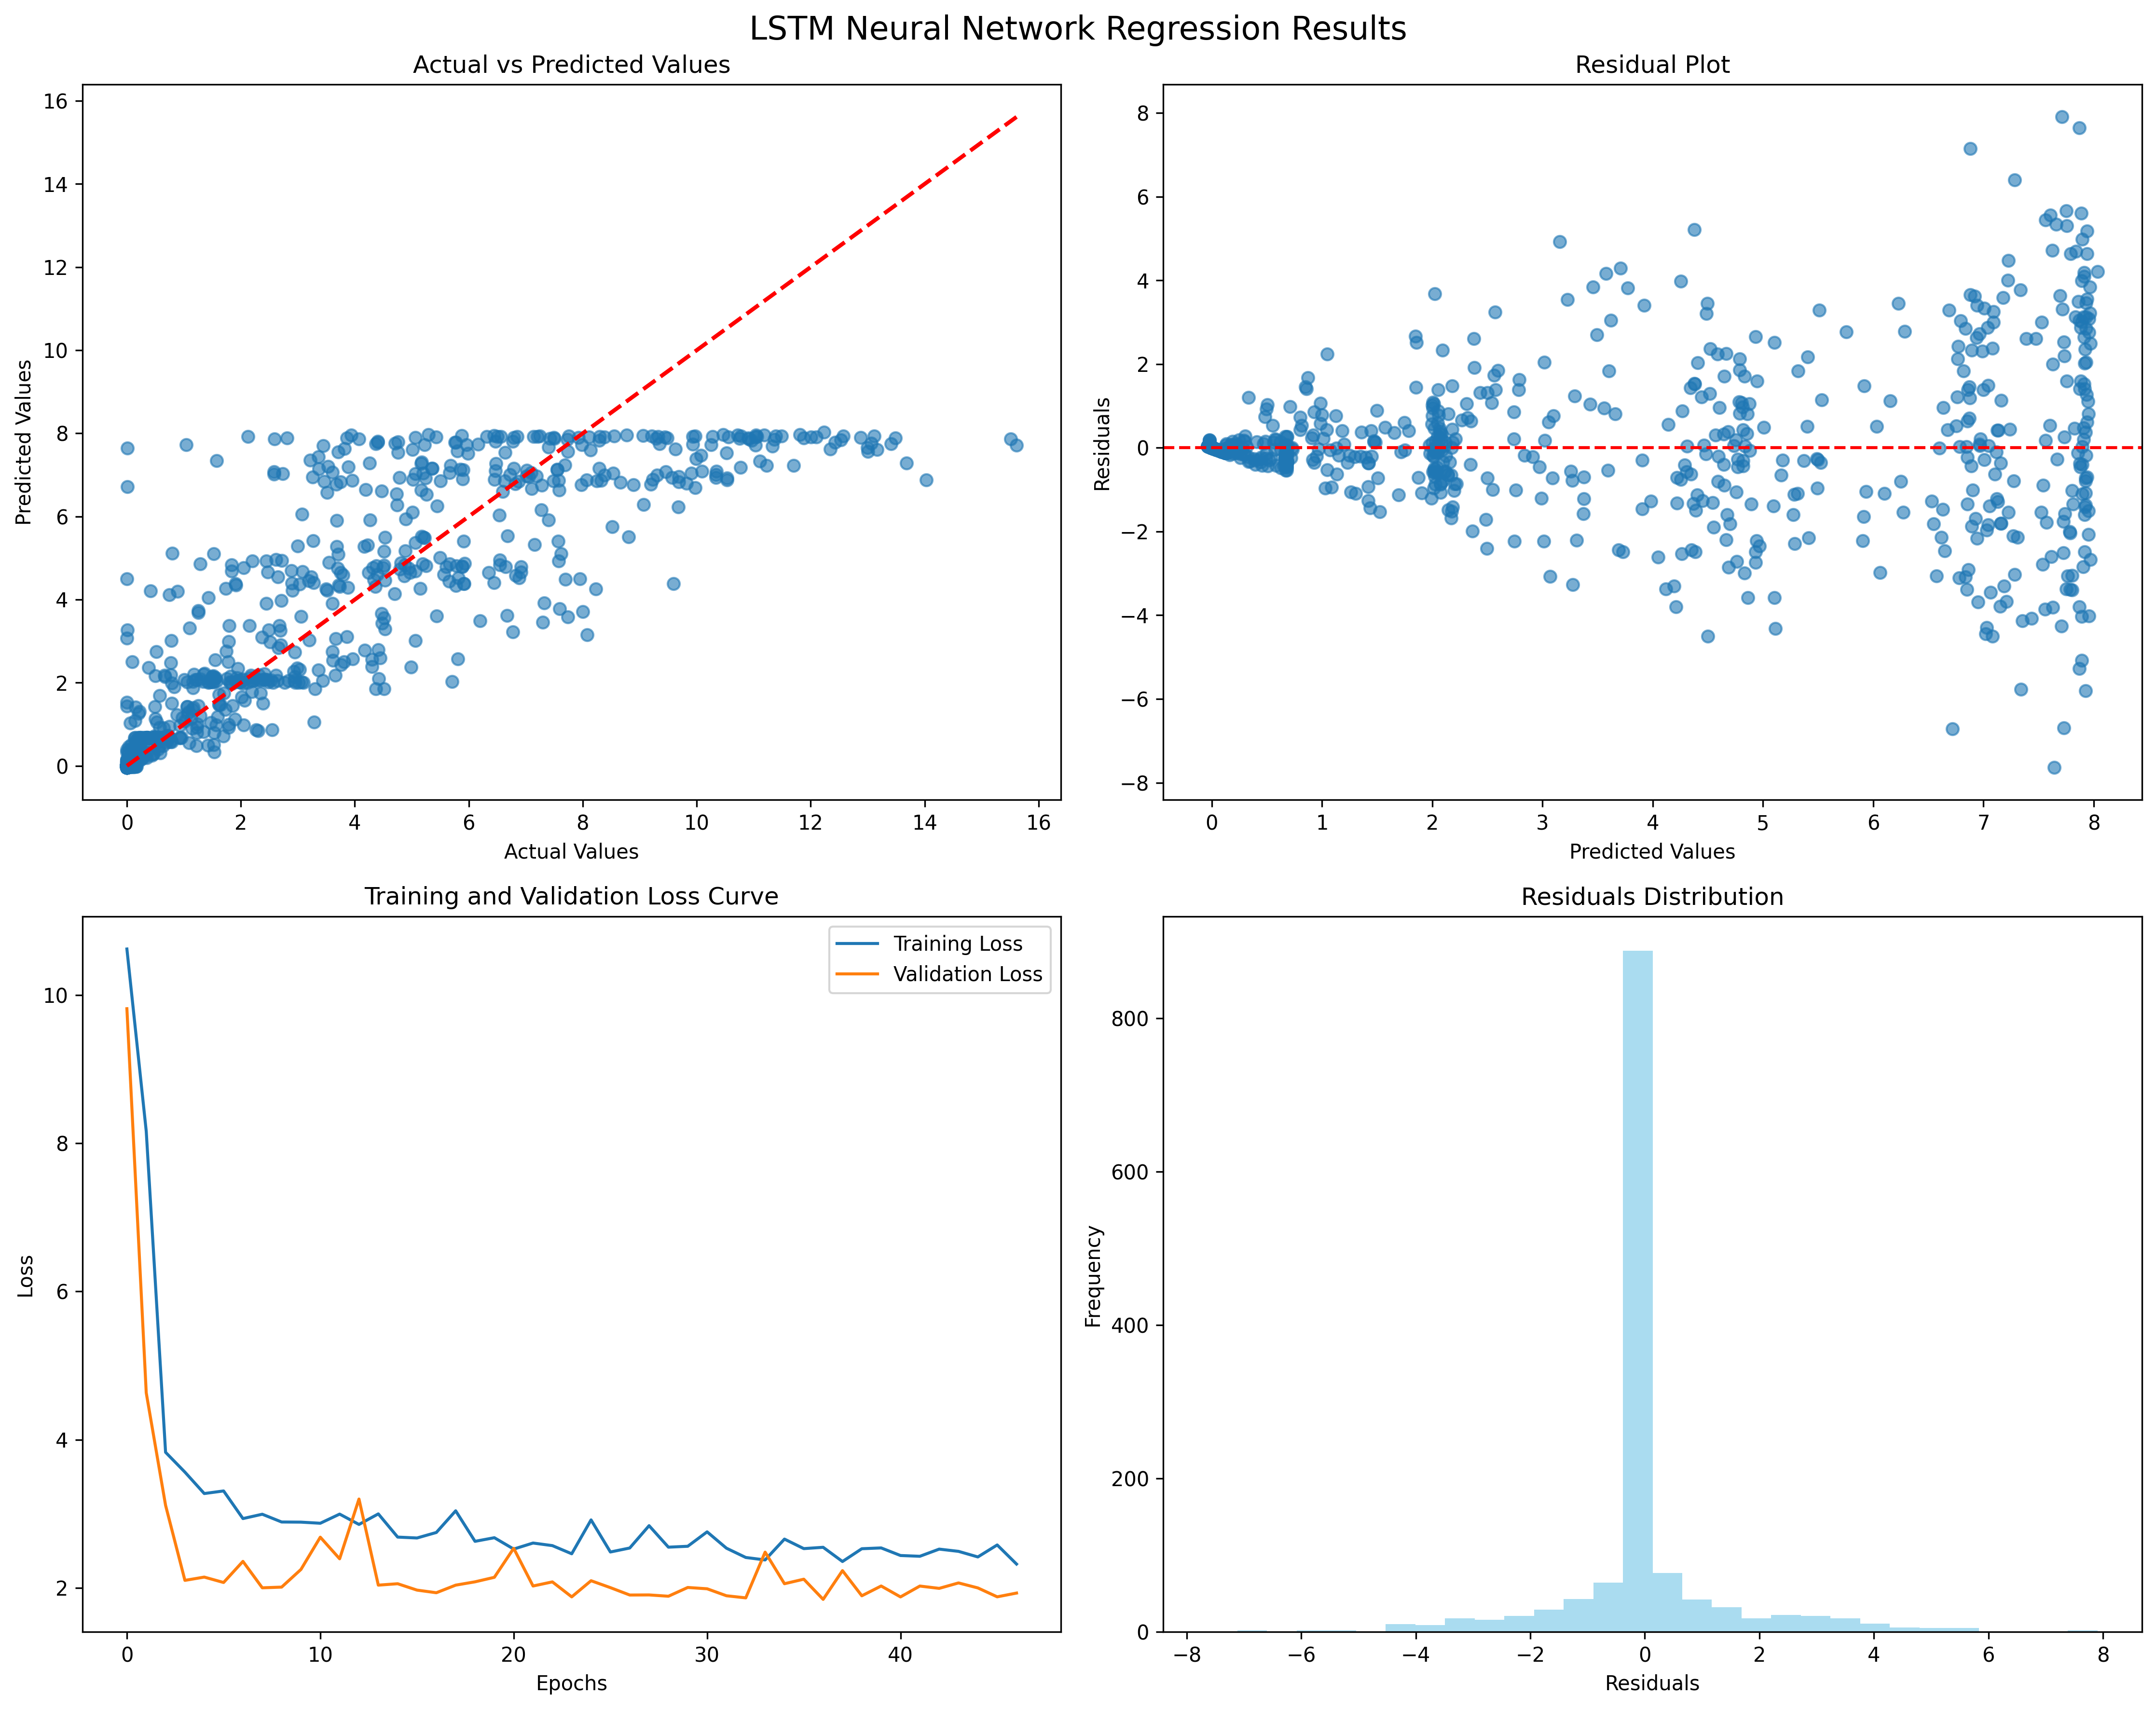 LSTM Neural Network Regression Results
Actual vs Predicted Values
16
14
12
10
8
6
4
2
0
Predicted Values
0 2 4 6 8 10 12 14 16
Actual Values
Residual Plot
8
6
4
2
0
−2
−4
−6
−8
Residuals
0 1 2 3 4 5 6 7 8
Predicted Values
Training and Validation Loss Curve
Training Loss
Validation Loss
10
8
6
4
2
Loss
0 10 20 30 40
Epochs
Residuals Distribution
800
600
400
200
0
Frequency
−8 −6 −4 −2 0 2 4 6 8
Residuals